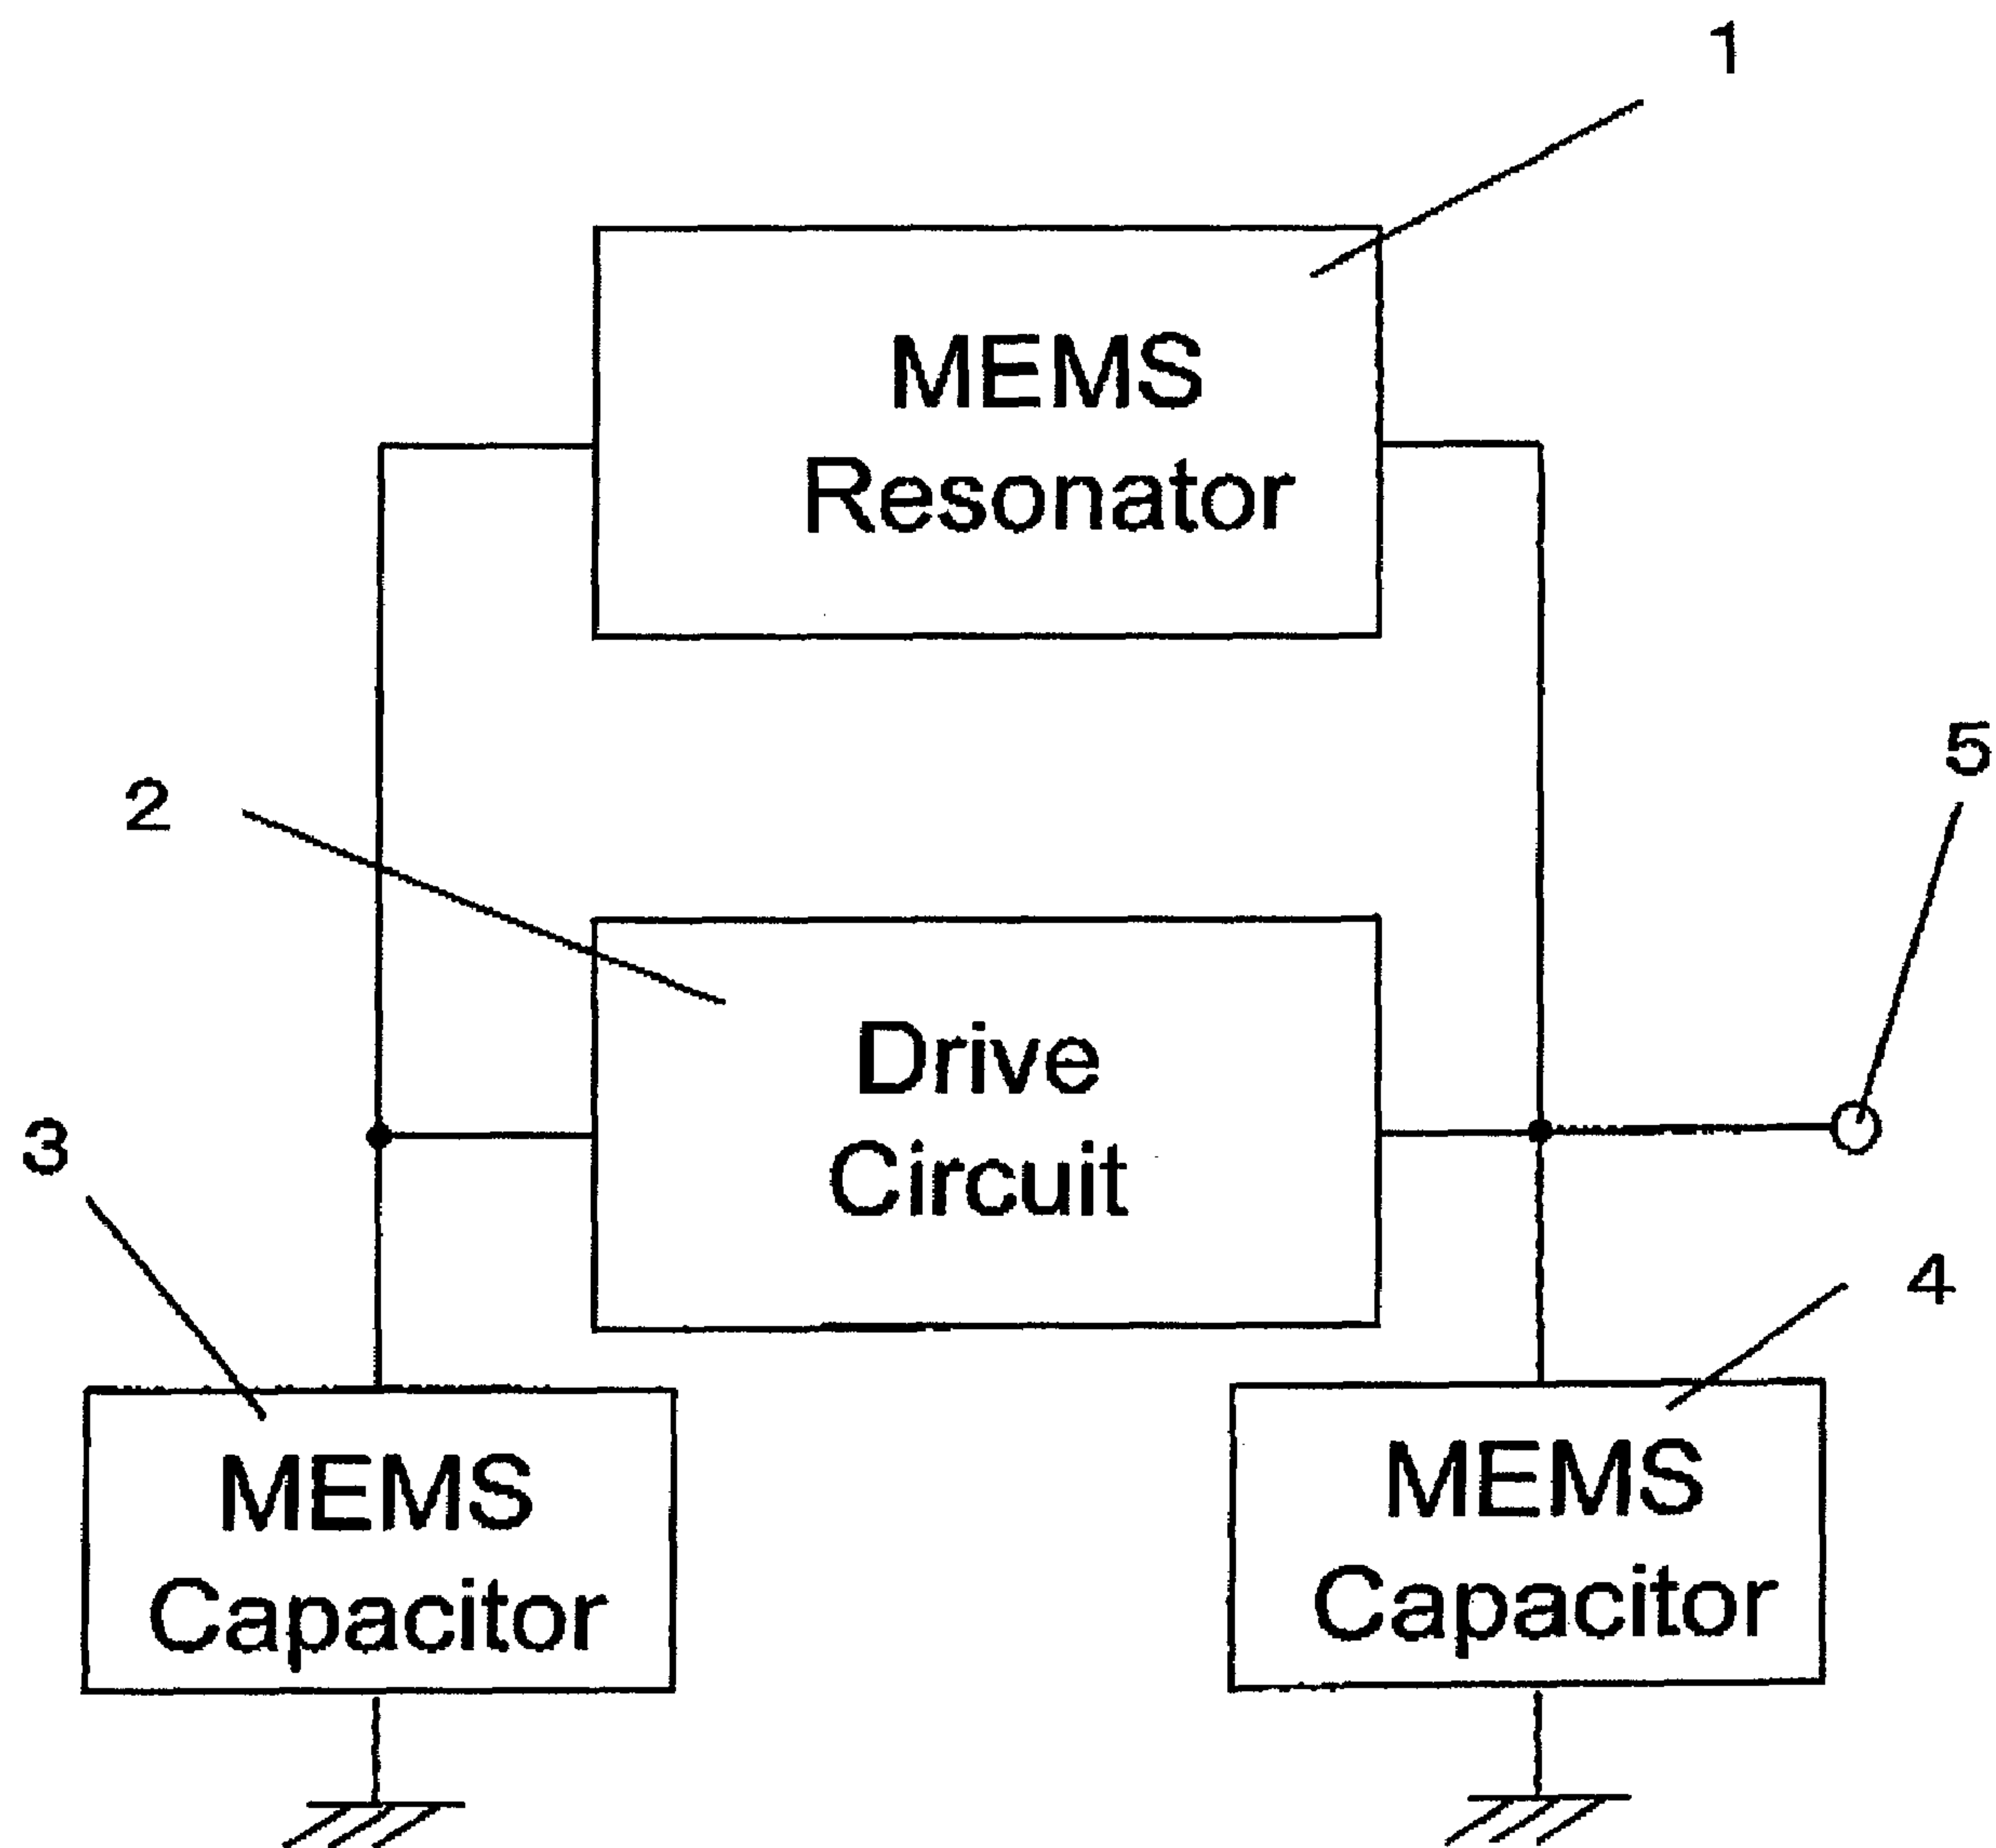 1
MEMS
Resonator
5
2
Drive
Circuit
3
4
MEMS
Capacitor
MEMS
Capacitor